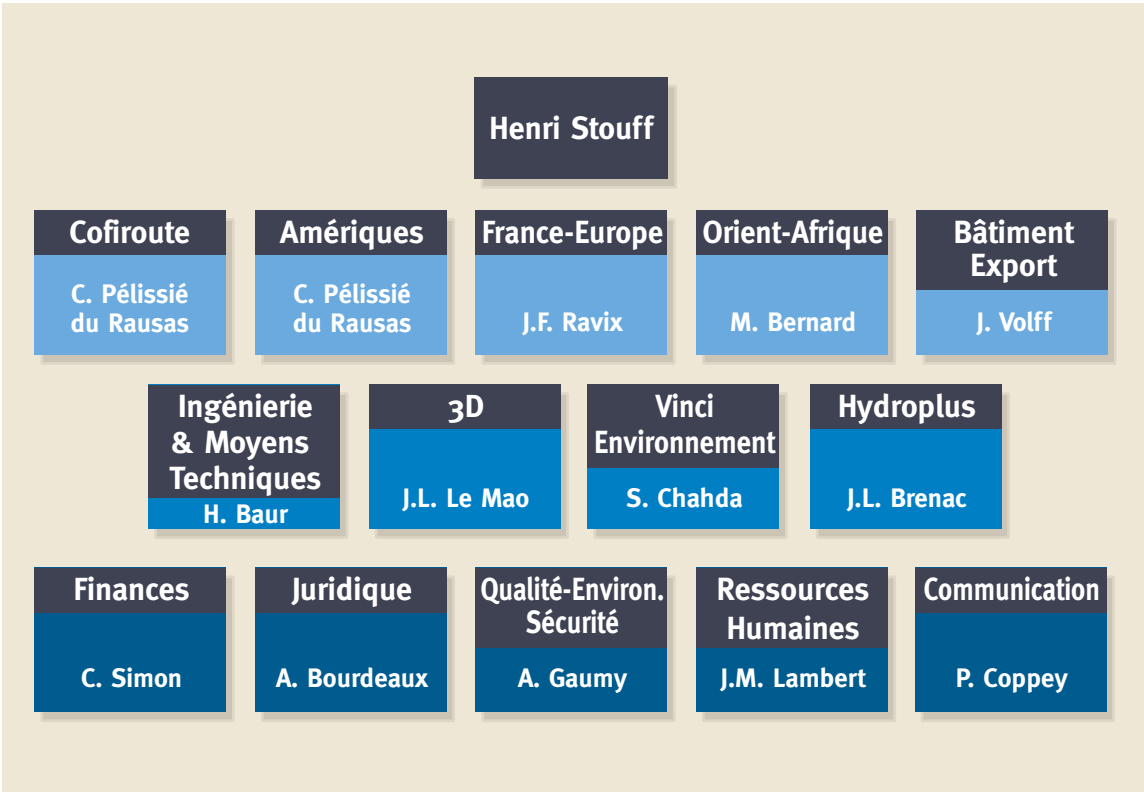 Henri Stouff
Cofiroute
C. Pélissié
du Rausas
Amériques
C. Pélissié
du Rausas
France-Europe
J.F. Ravix
Orient-Afrique
M. Bernard
Bâtiment
Export
J. Volff
Ingénierie
& Moyens
Techniques
H. Baur
3D
J.L. Le Mao
Vinci
Environnement
S. Chahda
Hydroplus
J.L. Brenac
Finances
C. Simon
Juridique
A. Bourdeaux
Qualité-Environ.
Sécurité
A. Gaumy
Ressources
Humaines
J.M. Lambert
Communication
P. Coppey